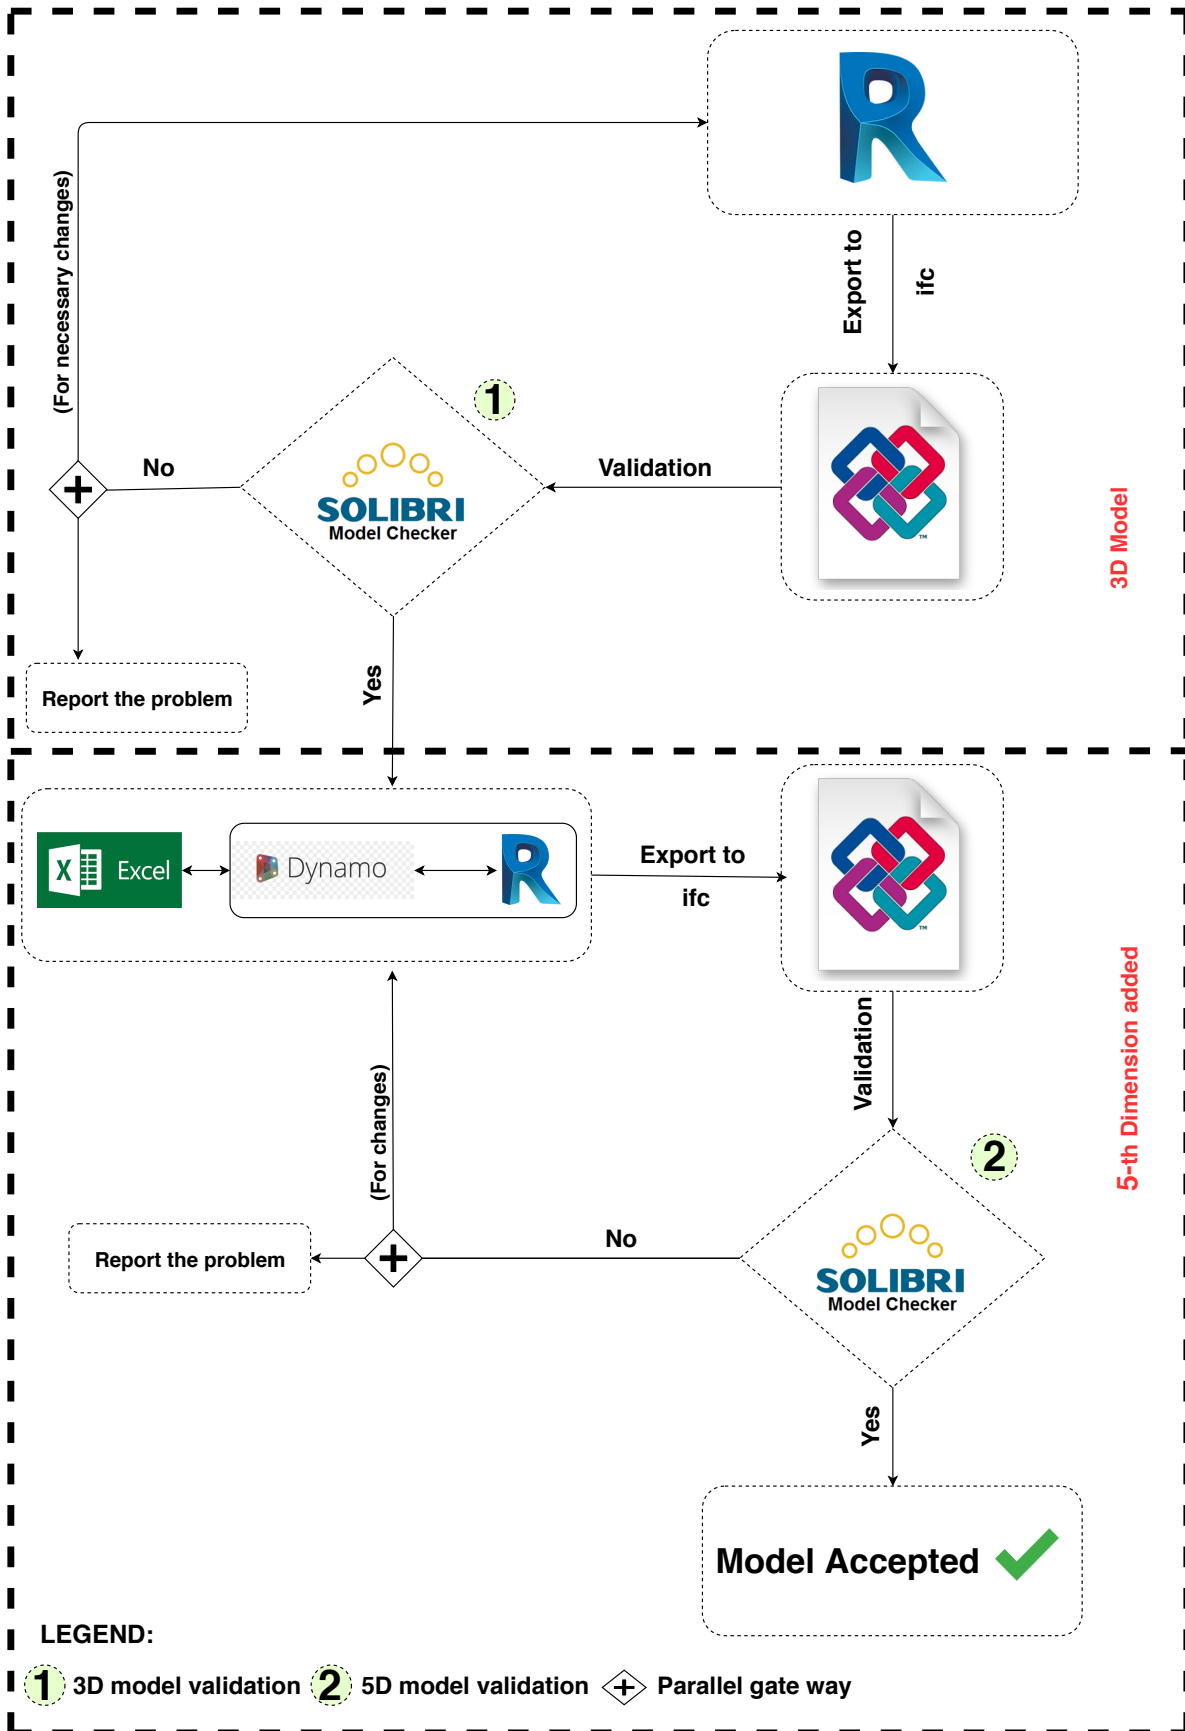 Export to
ifc
(For necessary changes)
1
No
Validation
SOLIBRI
Model Checker
TM
3D Model
Yes
Report the problem
X
Excel
Dynamo
Export to
ifc
TM
5-th Dimension added
Validation
(For changes)
2
No
Report the problem
SOLIBRI
Model Checker
Yes
Model Accepted
LEGEND:
1 3D model validation 2 5D model validation Parallel gate way